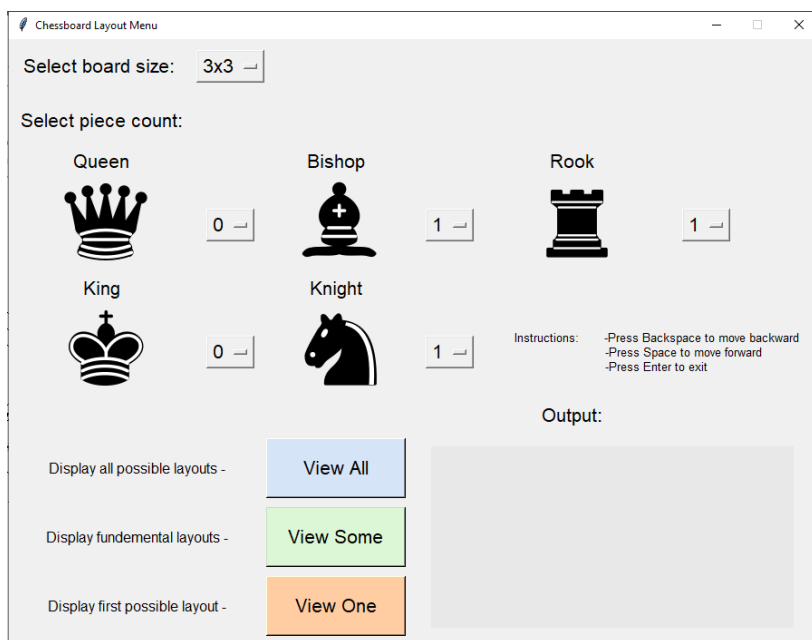 Chessboard Layout Menu
Select board size: 3x3
Select piece count:
Queen Bishop Rook
0 1 1
King Knight
0 1
Instructions: -Press Backspace to move backward
-Press Space to move forward
-Press Enter to exit
Output:
Display all possible layouts - View All
Display fundemental layouts - View Some
Display first possible layout - View One